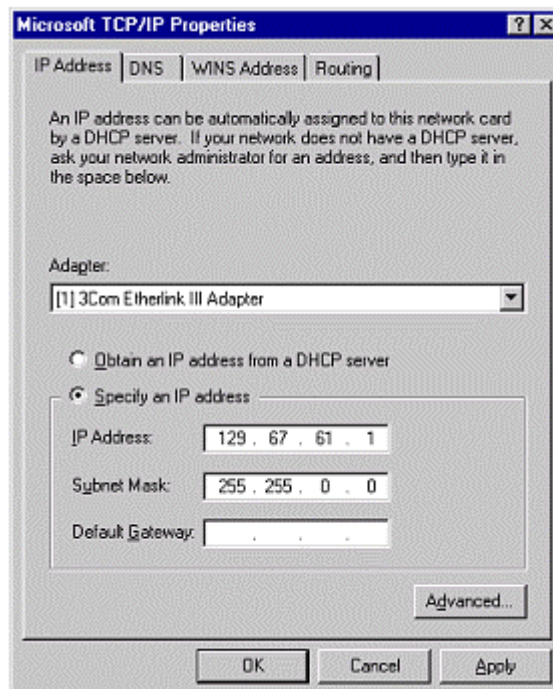 Microsoft TCP/IP Properties
IP Address DNS WINS Address Routing
An IP address can be automatically assigned to this network card
by a DHCP server. If your network does not have a DHCP server,
ask your network administrator for an address, and then type it in
the space below.
Adapter:
[1] 3Com Etherlink III Adapter
Obtain an IP address from a DHCP server
Specify an IP address
IP Address: 129 . 67 . 61 . 1
Subnet Mask: 255 . 255 . 0 . 0
Default Gateway: . . .
Advanced...
OK Cancel Apply